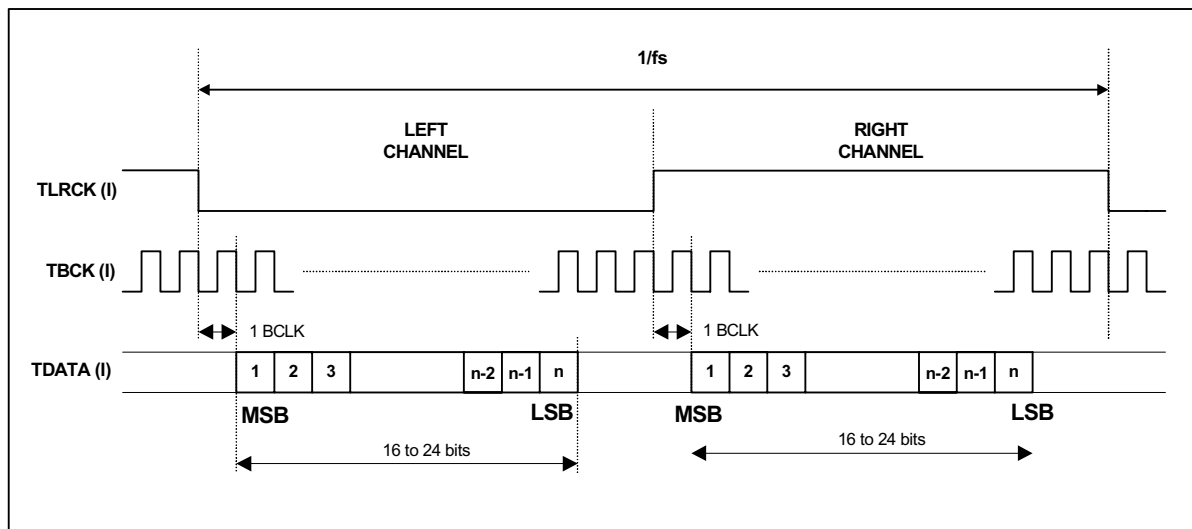 1/fs
LEFT
CHANNEL
RIGHT
CHANNEL
TLRCK (I)
TBCK (I)
1 BCLK
1 BCLK
TDATA (I)
1 2 3 n-2 n-1 n
1 2 3 n-2 n-1 n
MSB
LSB
MSB
LSB
16 to 24 bits
16 to 24 bits